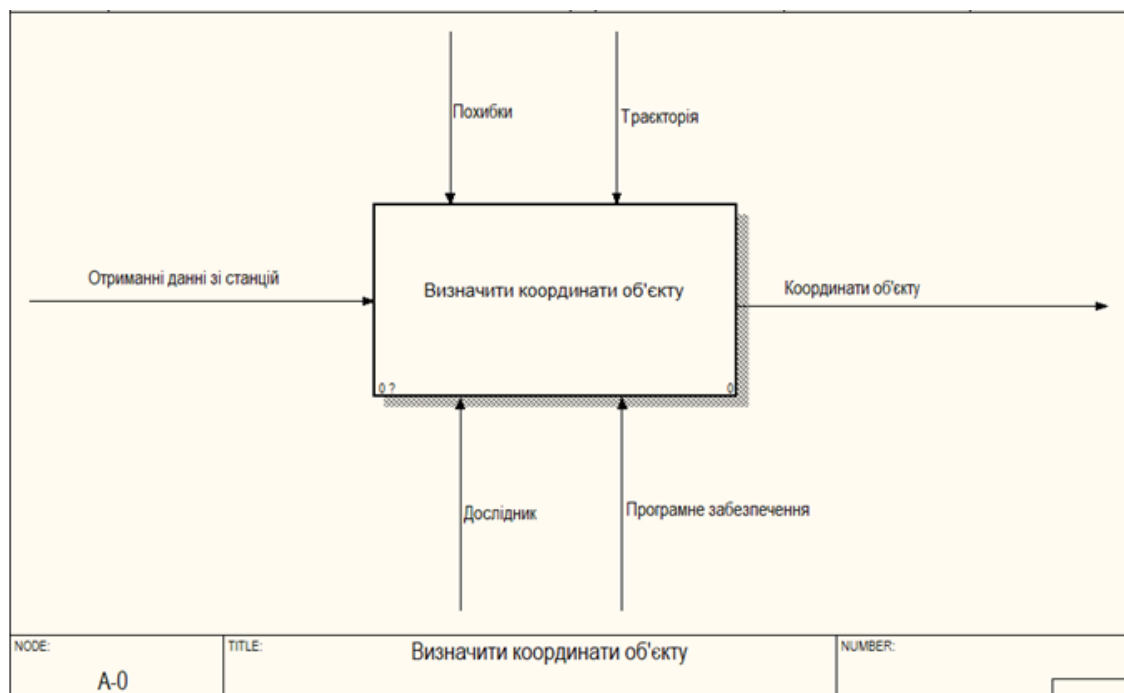 Похибки
Траєкторія
Отриманні данні зі станцій
Визначити координати об'єкту
Координати об'єкту
0 ?
0
Дослідник
Програмне забезпечення
NODE:
TITLE:
Визначити координати об'єкту
NUMBER:
A-0